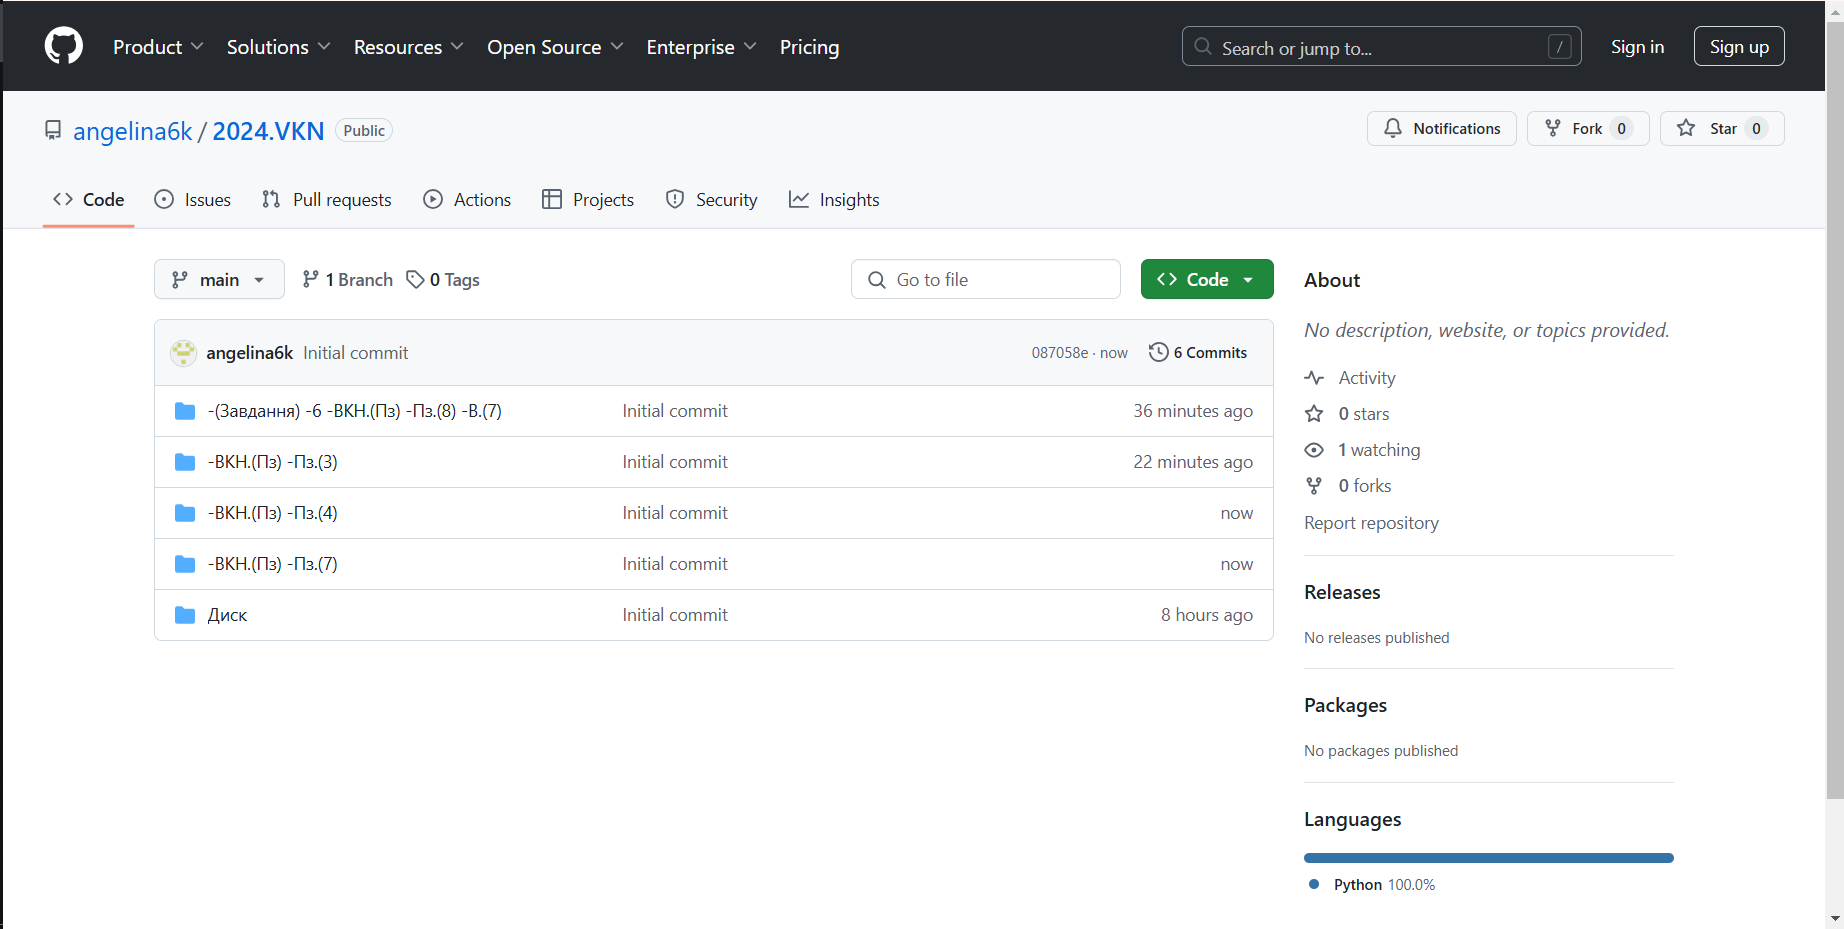 Product Solutions Resources Open Source Enterprise Pricing Search or jump to... / Sign in Sign up
angelina6k / 2024.VKN Public Notifications Fork 0 Star 0
Code Issues Pull requests Actions Projects Security Insights
main 1 Branch 0 Tags Go to file Code
angelina6k Initial commit 087058e · now 6 Commits
-(Завдання) -6 -ВКН.(Пз) -Пз.(8) -В.(7) Initial commit 36 minutes ago
-ВКН.(Пз) -Пз.(3) Initial commit 22 minutes ago
-ВКН.(Пз) -Пз.(4) Initial commit now
-ВКН.(Пз) -Пз.(7) Initial commit now
Диск Initial commit 8 hours ago
About
No description, website, or topics provided.
Activity
0 stars
1 watching
0 forks
Report repository
Releases
No releases published
Packages
No packages published
Languages
Python 100.0%